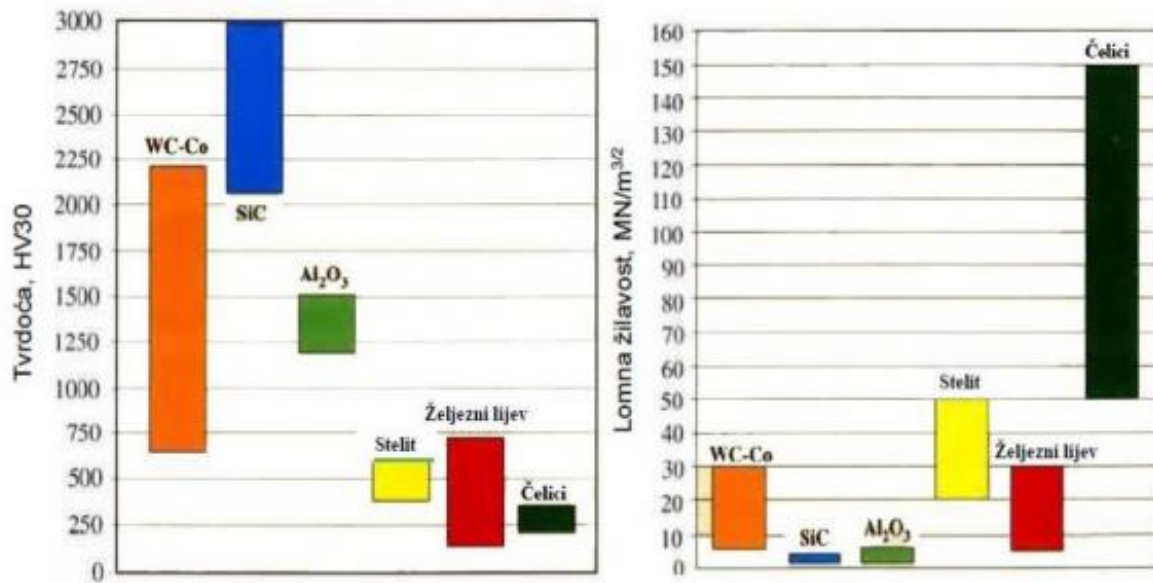 Tvrdoća, HV30
3000
2750
2500
2250
2000
1750
1500
1250
1000
750
500
250
0
WC-Co
SiC
Al₂O₃
Stelit
Željezni lijev
Čelici
Lomna žilavost, MN/m³/²
160
150
140
130
120
110
100
90
80
70
60
50
40
30
20
10
0
WC-Co
SiC
Al₂O₃
Stelit
Željezni lijev
Čelici